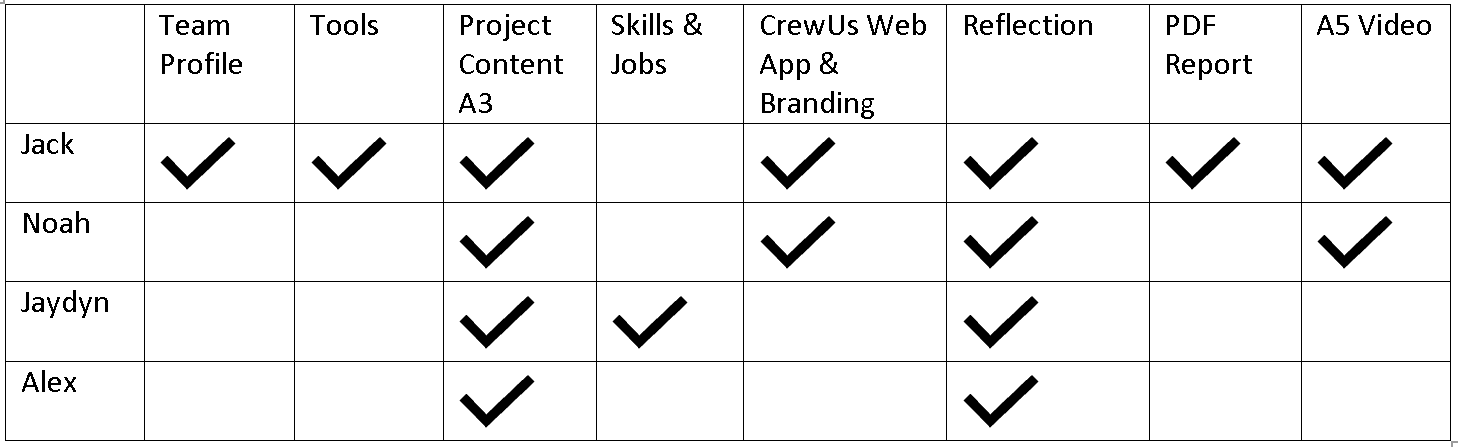 Team Profile Tools Project Content A3 Skills & Jobs CrewUs Web App & Branding Reflection PDF Report A5 Video
Jack ✓ ✓ ✓ ✓ ✓ ✓ ✓
Noah ✓ ✓ ✓ ✓
Jaydyn ✓ ✓ ✓
Alex ✓ ✓